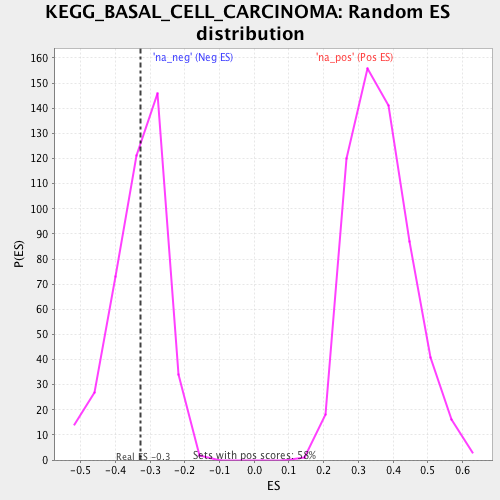 KEGG_BASAL_CELL_CARCINOMA: Random ES
distribution
'na_neg' (Neg ES)
'na_pos' (Pos ES)
160
150
140
130
120
110
100
90
80
70
60
50
40
30
20
10
0
P(ES)
Real ES -0.3
Sets with pos scores: 58%
-0.5 -0.4 -0.3 -0.2 -0.1 0.0 0.1 0.2 0.3 0.4 0.5 0.6
ES